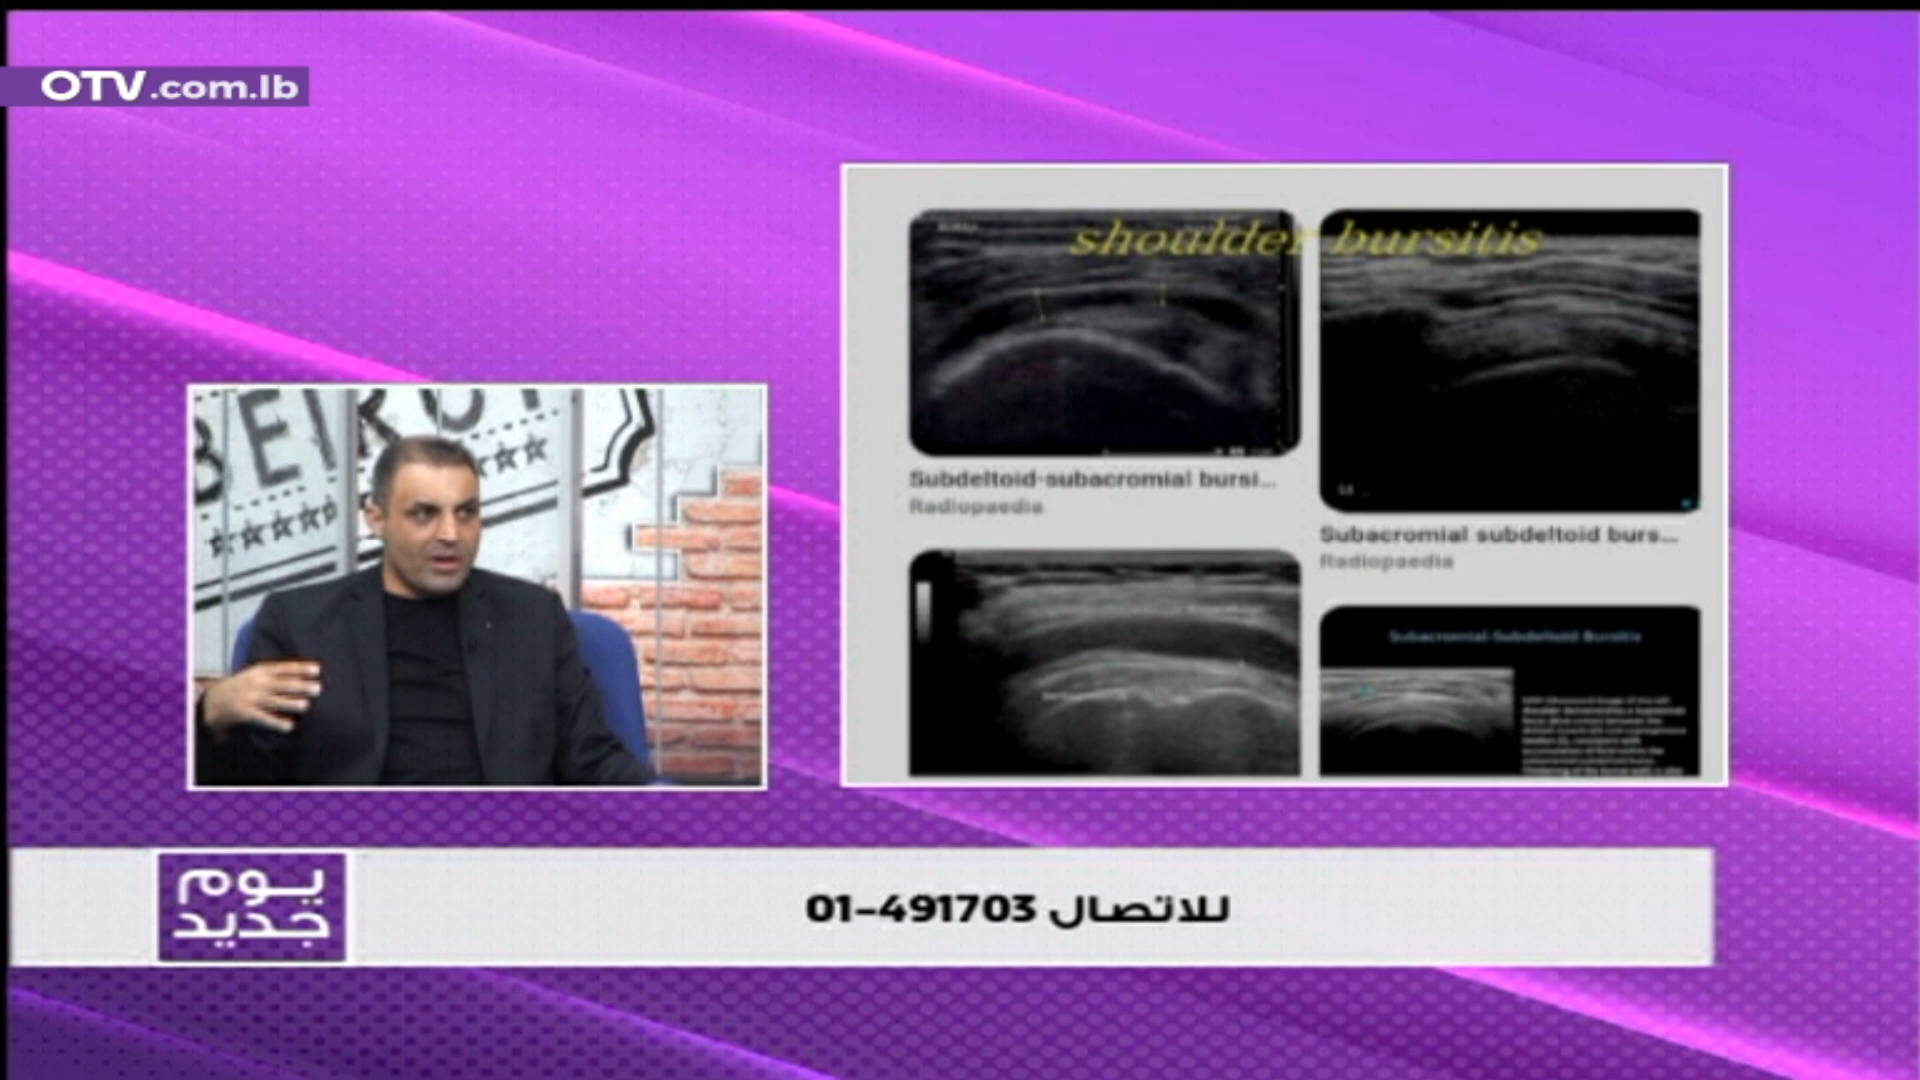 OTV.com.lb
shoulder bursitis
Subdeltoid-subacromial bursi...
Radiopaedia
Subacromial subdeltoid burs...
Radiopaedia
Subacromial-Subdeltoid Bursitis
BEIRUT
يوم
جديد
للاتصال 01-491703